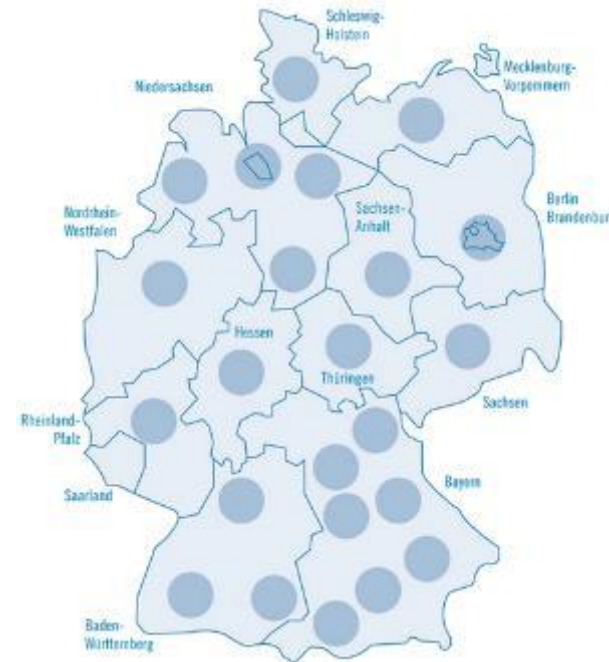 Schleswig-
Holstein
Mecklenburg-
Vorpommern
Niedersachsen
Nordrhein-
Westfalen
Sachsen-
Anhalt
Berlin
Brandenbur
Hessen
Thüringen
Sachsen
Rheinland-
Pfalz
Saarland
Bayern
Baden-
Württemberg